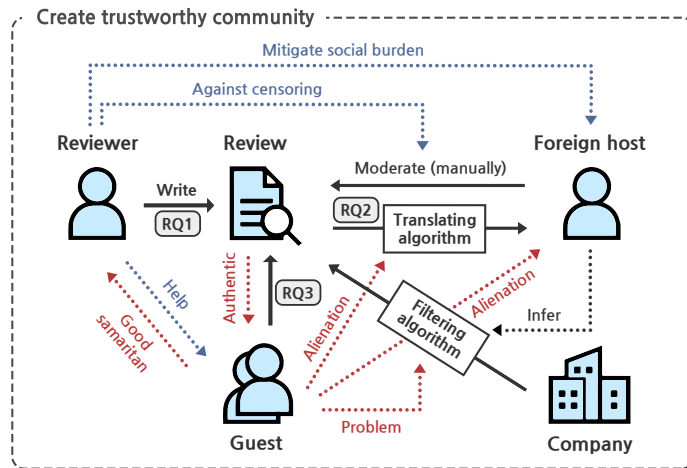 Create trustworthy community
Mitigate social burden
Against censoring
Reviewer
Review
Foreign host
Write
RQ1
Moderate (manually)
RQ2
Translating
algorithm
Help
Good
samaritan
Authentic
RQ3
Alienation
Filtering
algorithm
Alienation
Infer
Problem
Guest
Company